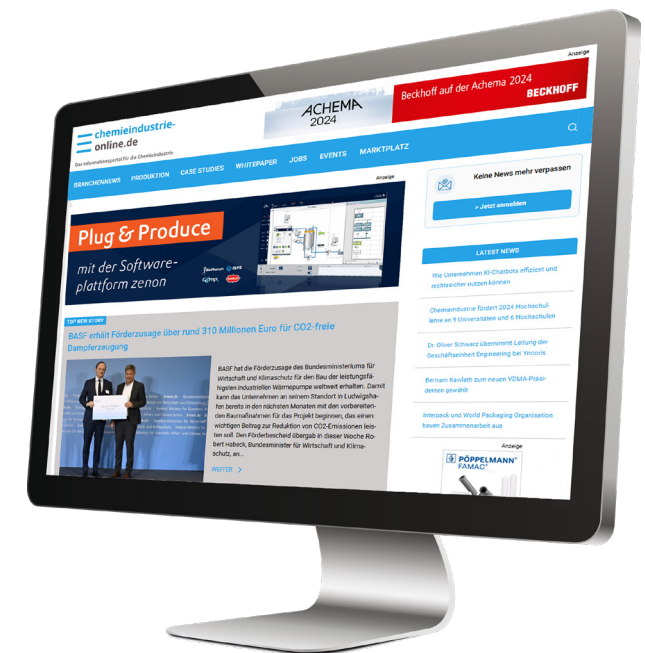 Anzeige
chemieindustrie-
online.de
Das Informationsportal für die Chemieindustrie
ACHEMA
2024
Beckhoff auf der Achema 2024
BECKHOFF
BRANCHENNEWS PRODUKTION CASE STUDIES WHITEPAPER JOBS EVENTS MARKTPLATZ
Anzeige
Plug & Produce
mit der Software-
plattform zenon
Keine News mehr verpassen
» Jetzt anmelden
TOP NEW STORY
BASF erhält Förderzusage über rund 310 Millionen Euro für CO2-freie
Dampferzeugung
BASF hat die Förderzusage des Bundesministeriums für
Wirtschaft und Klimaschutz für den Bau der leistungsfä-
higsten industriellen Wärmepumpe weltweit erhalten. Damit
kann das Unternehmen an seinem Standort in Ludwigsha-
fen bereits in den nächsten Monaten mit den vorbereiten-
den Baumaßnahmen für das Projekt beginnen, das einen
wichtigen Beitrag zur Reduktion von CO2-Emissionen leis-
ten soll. Den Förderbescheid übergab in dieser Woche Ro-
bert Habeck, Bundesminister für Wirtschaft und Klima-
schutz, an...
WEITER >
LATEST NEWS
Wie Unternehmen KI-Chatbots effizient und
rechtssicher nutzen können
Chemieindustrie fördert 2024 Hochschul-
lehre an 9 Universitäten und 6 Hochschulen
Dr. Oliver Schwarz übernimmt Leitung der
Geschäftseinheit Engineering bei Yncoris
Bertram Kawlath zum neuen VDMA-Präsi-
denten gewählt
Interpack und World Packaging Organisation
bauen Zusammenarbeit aus
Anzeige
PÖPPELMANN
FAMAC